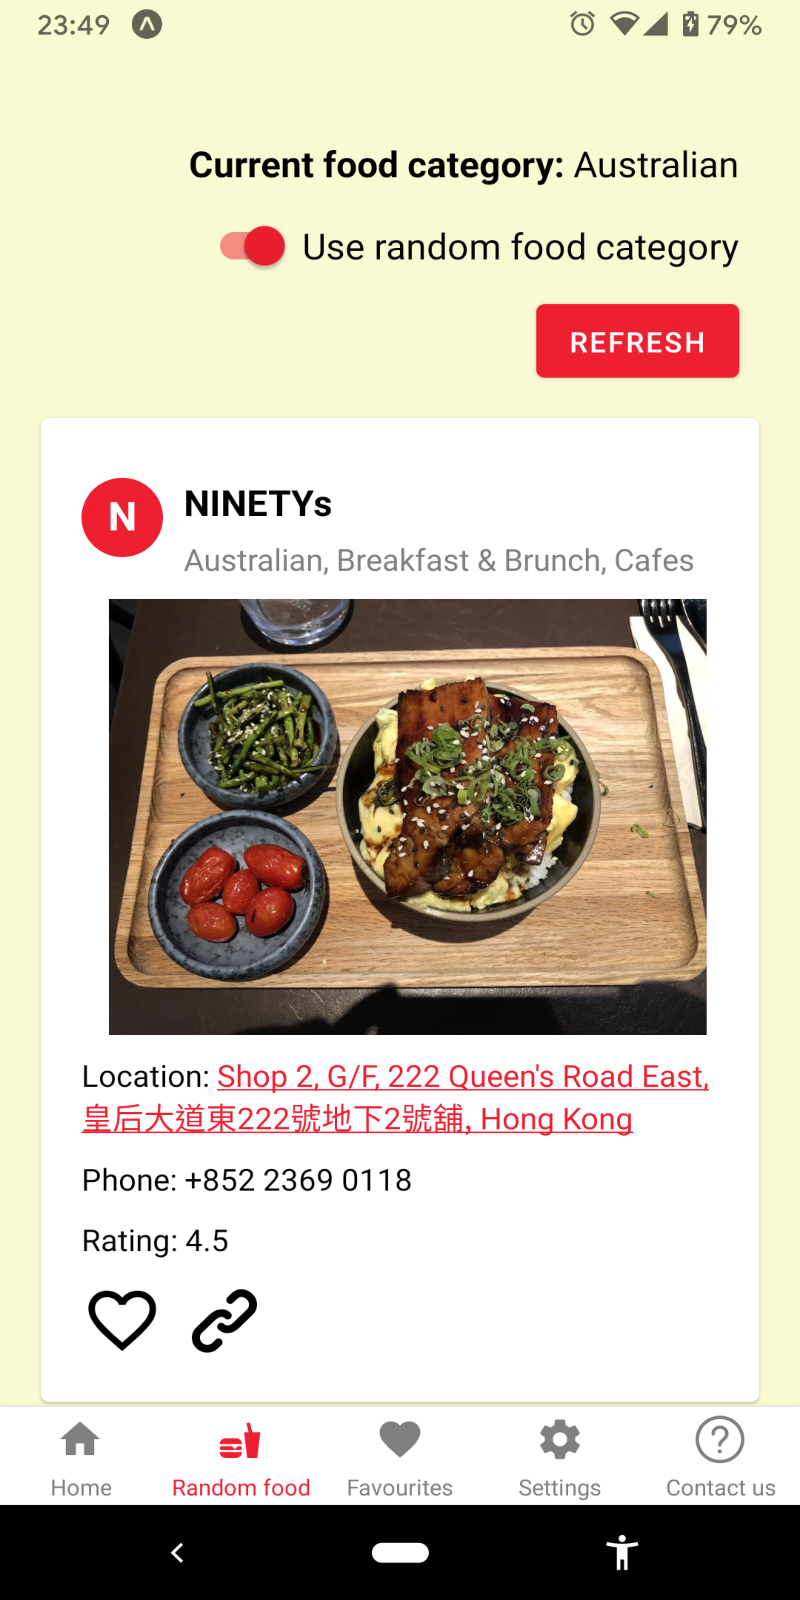 23:49
79%
Current food category: Australian
Use random food category
REFRESH
N
NINETYs
Australian, Breakfast & Brunch, Cafes
Location: Shop 2, G/F, 222 Queen's Road East,
皇后大道東222號地下2號舖, Hong Kong
Phone: +852 2369 0118
Rating: 4.5
Home
Random food
Favourites
Settings
Contact us